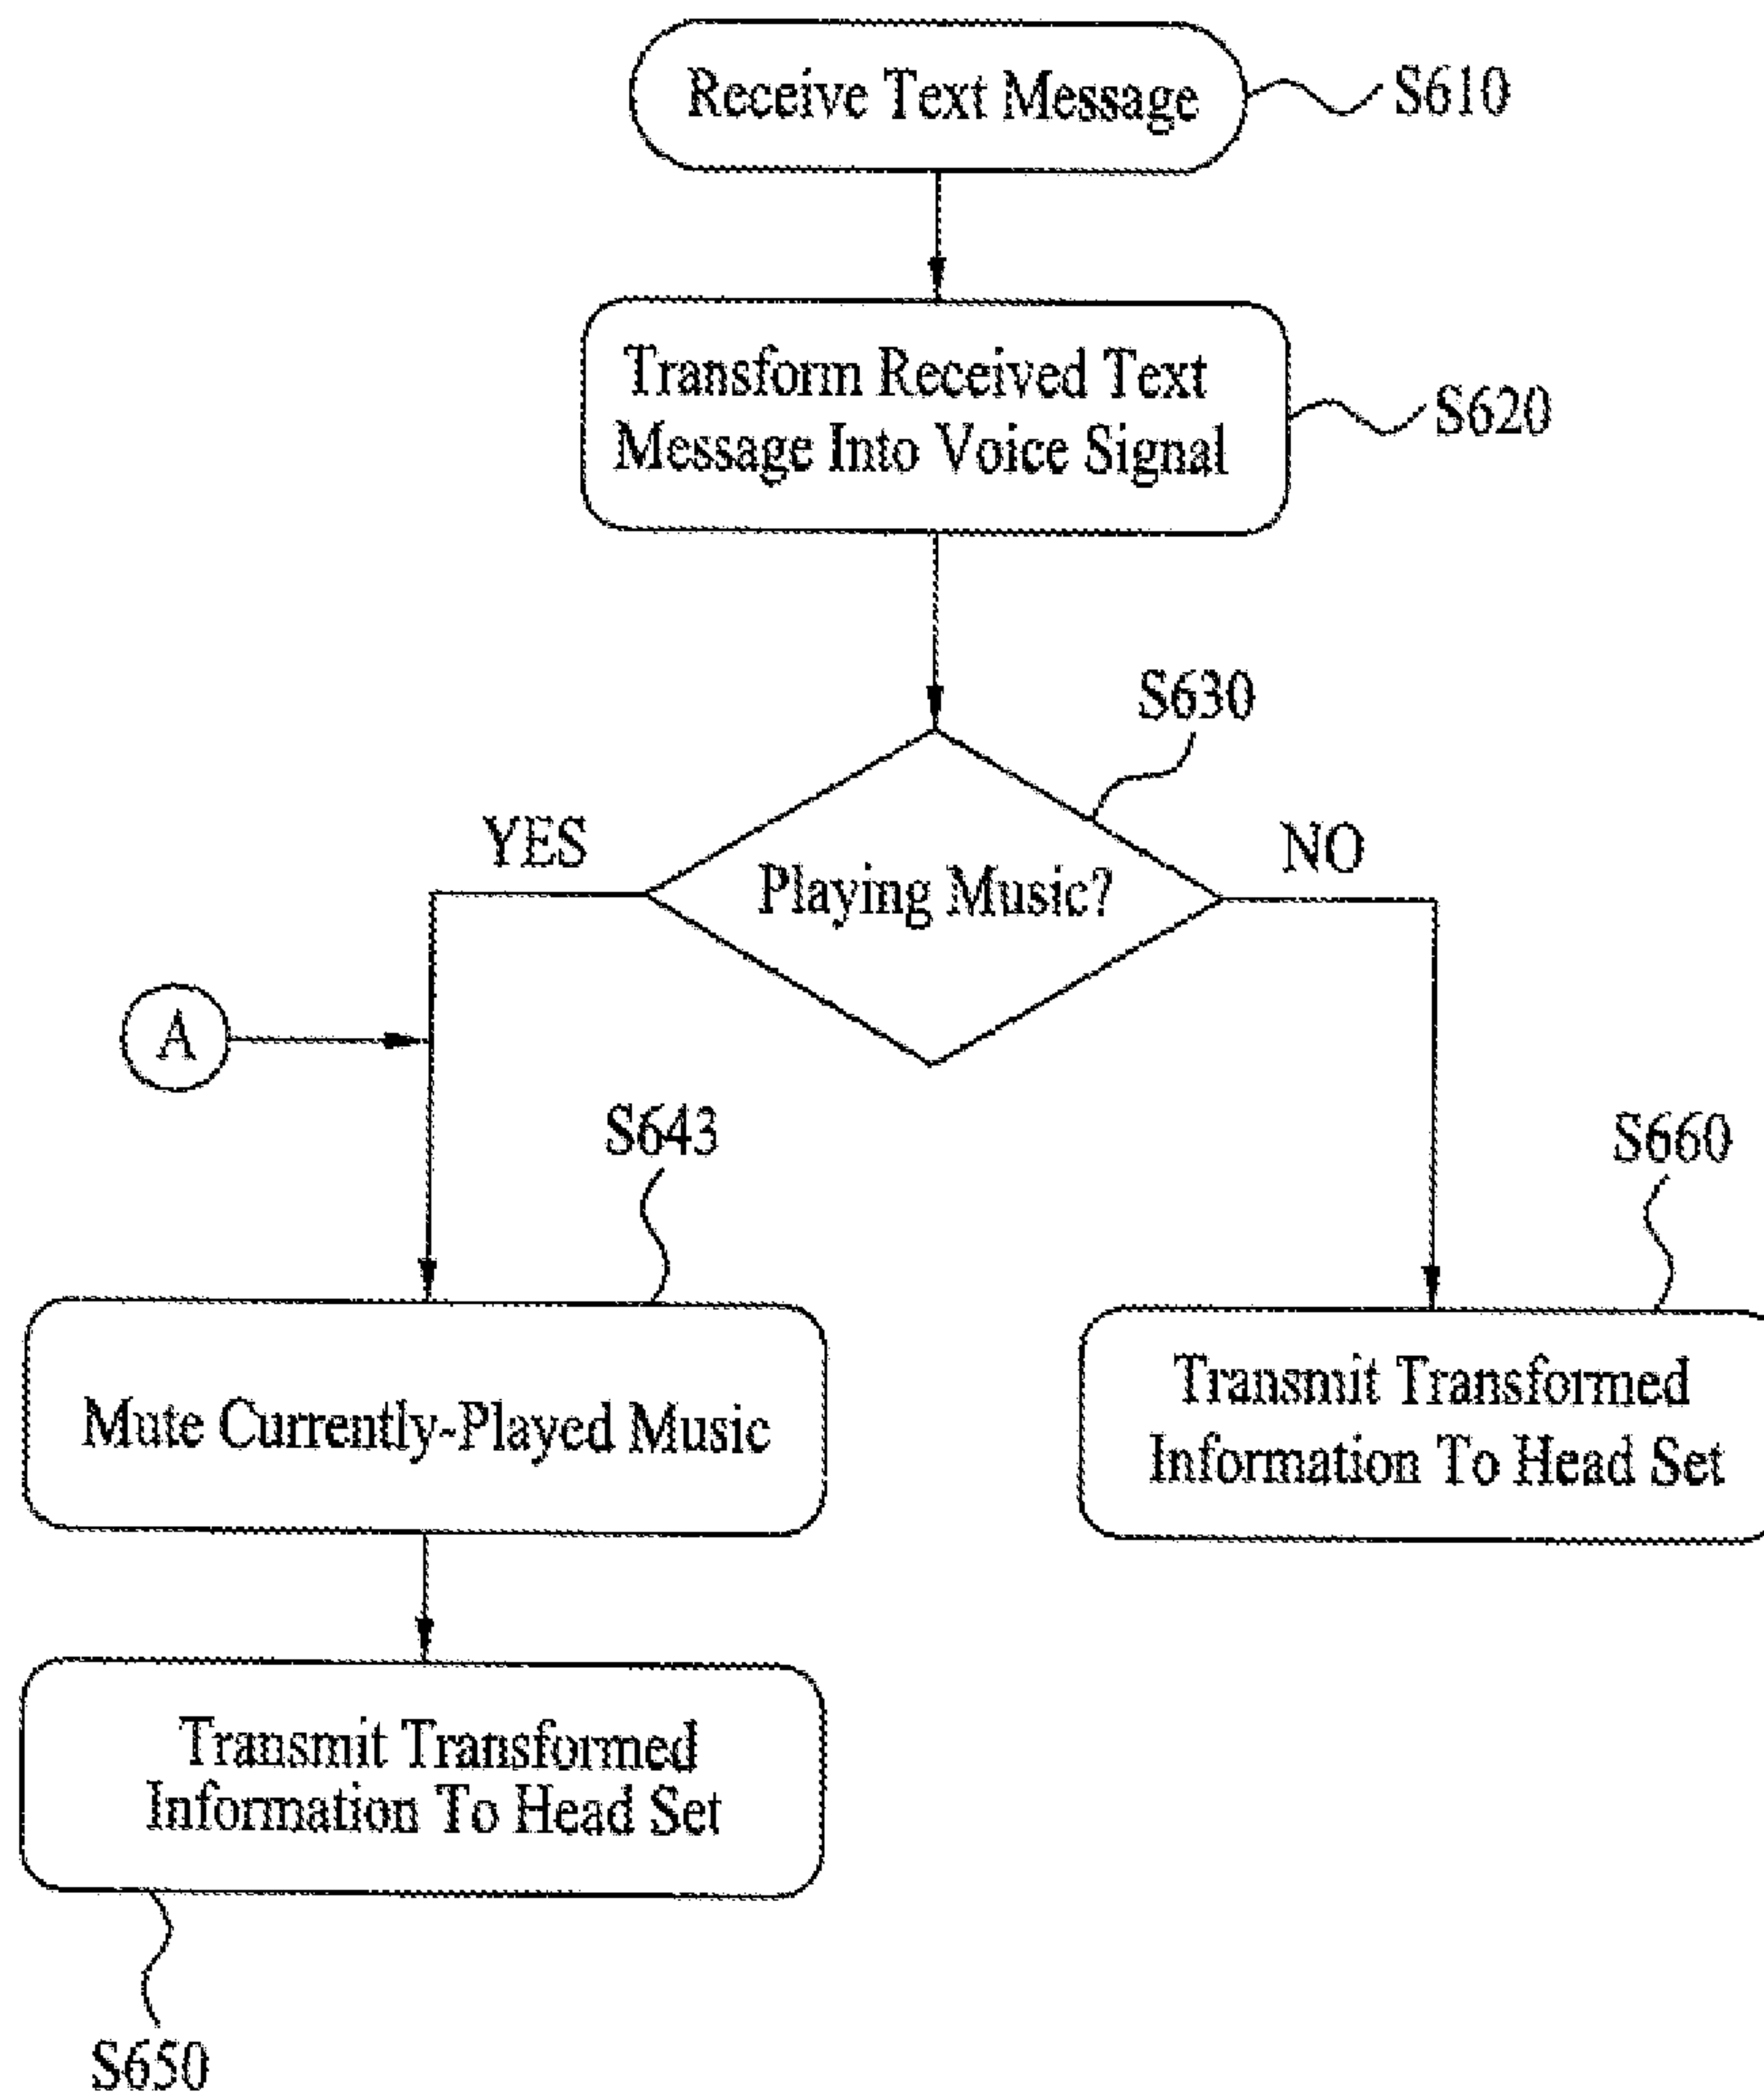 Receive Text Message
S610
Transform Received Text
Message Into Voice Signal
S620
S630
YES
Playing Music?
NO
A
S643
S660
Mute Currently-Played Music
Transmit Transformed
Information To Head Set
Transmit Transformed
Information To Head Set
S650